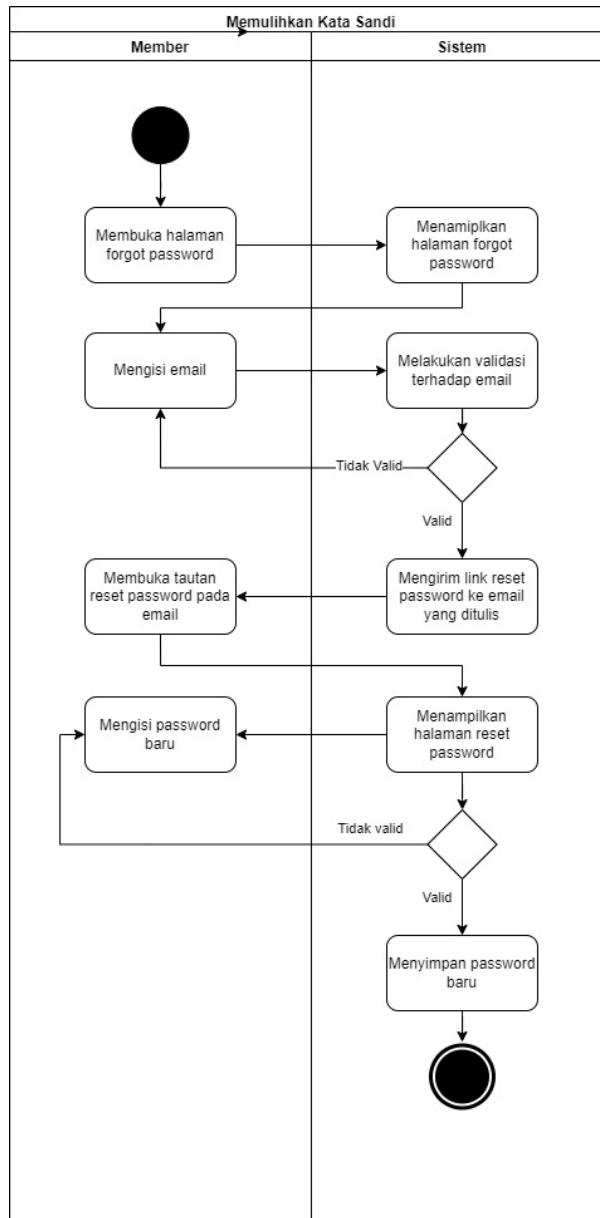 Memulihkan Kata Sandi
Member
Sistem
Membuka halaman
forgot password
Menamiplkan
halaman forgot
password
Mengisi email
Melakukan validasi
terhadap email
Tidak Valid
Valid
Membuka tautan
reset password pada
email
Mengirim link reset
password ke email
yang ditulis
Mengisi password
baru
Menampilkan
halaman reset
password
Tidak valid
Valid
Menyimpan password
baru